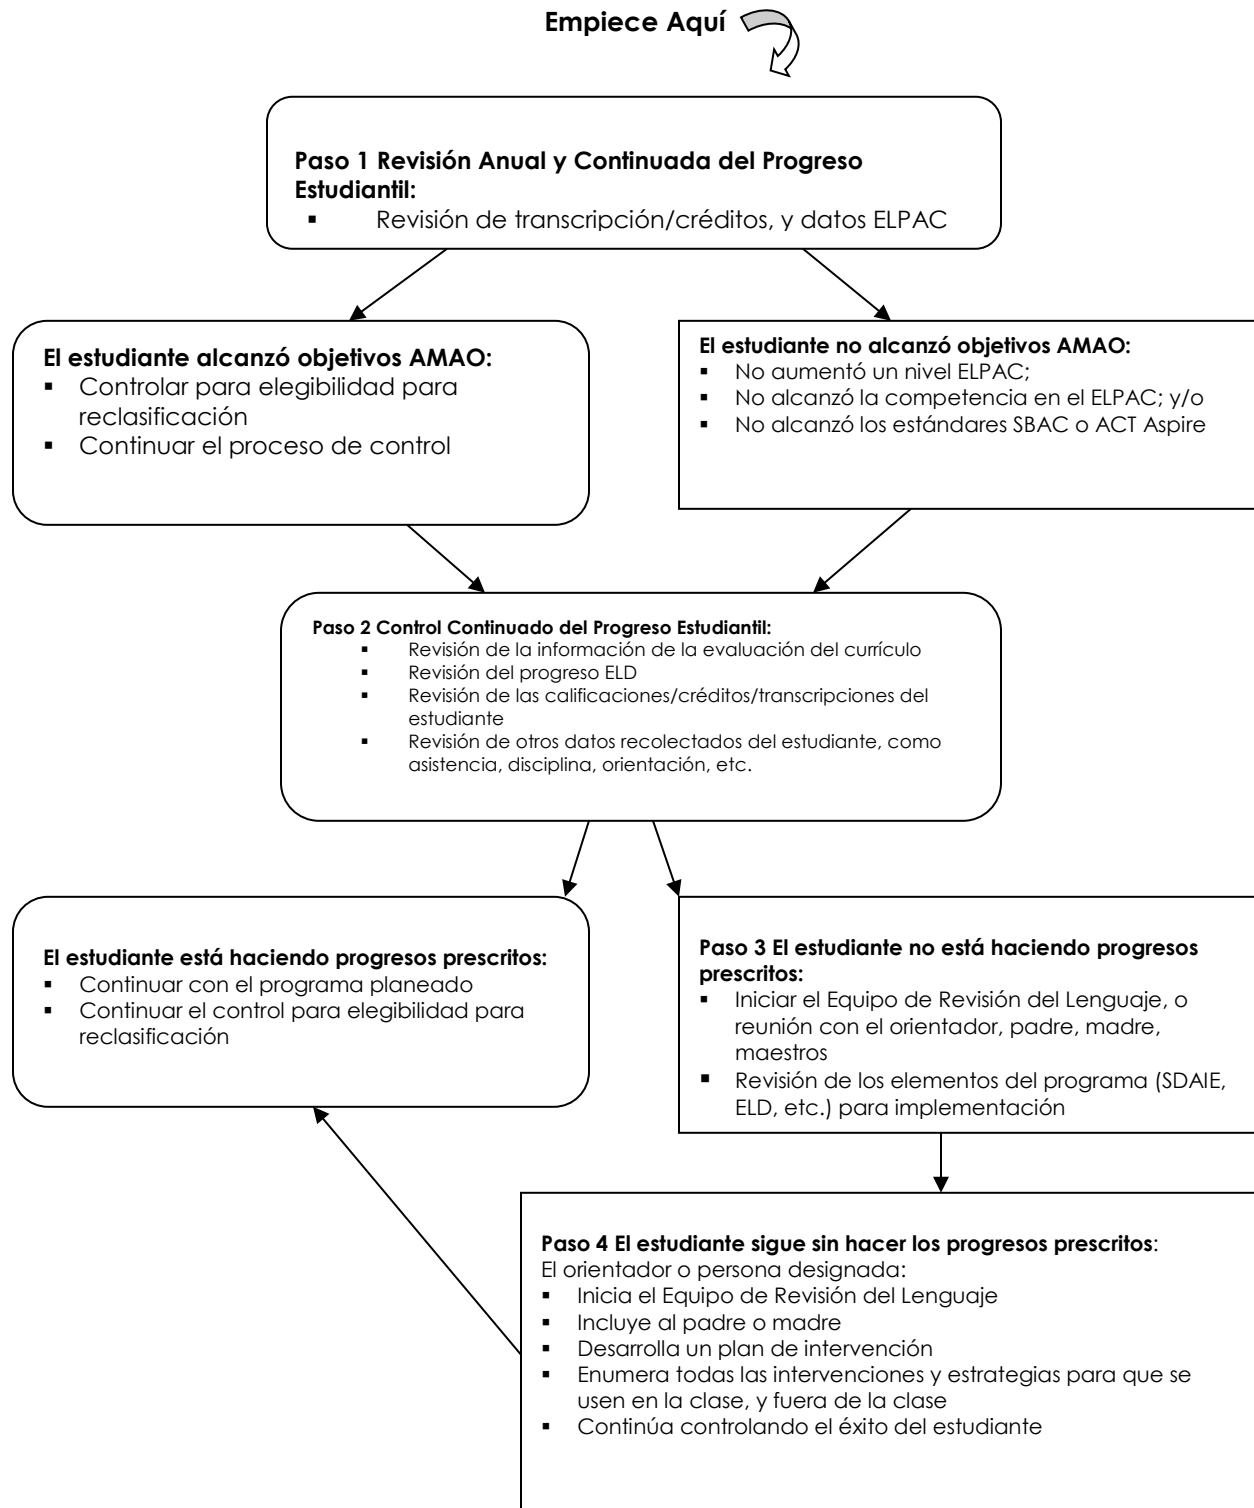 Empiece Aquí
Paso 1 Revisión Anual y Continuada del Progreso
Estudiantil:
▪ Revisión de transcripción/créditos, y datos ELPAC
El estudiante alcanzó objetivos AMAO:
▪ Controlar para elegibilidad para
reclasificación
▪ Continuar el proceso de control
El estudiante no alcanzó objetivos AMAO:
▪ No aumentó un nivel ELPAC;
▪ No alcanzó la competencia en el ELPAC; y/o
▪ No alcanzó los estándares SBAC o ACT Aspire
Paso 2 Control Continuado del Progreso Estudiantil:
▪ Revisión de la información de la evaluación del currículo
▪ Revisión del progreso ELD
▪ Revisión de las calificaciones/créditos/transcripciones del
estudiante
▪ Revisión de otros datos recolectados del estudiante, como
asistencia, disciplina, orientación, etc.
El estudiante está haciendo progresos prescritos:
▪ Continuar con el programa planeado
▪ Continuar el control para elegibilidad para
reclasificación
Paso 3 El estudiante no está haciendo progresos
prescritos:
▪ Iniciar el Equipo de Revisión del Lenguaje, o
reunión con el orientador, padre, madre,
maestros
▪ Revisión de los elementos del programa (SDAIE,
ELD, etc.) para implementación
Paso 4 El estudiante sigue sin hacer los progresos prescritos:
El orientador o persona designada:
▪ Inicia el Equipo de Revisión del Lenguaje
▪ Incluye al padre o madre
▪ Desarrolla un plan de intervención
▪ Enumera todas las intervenciones y estrategias para que se
usen en la clase, y fuera de la clase
▪ Continúa controlando el éxito del estudiante